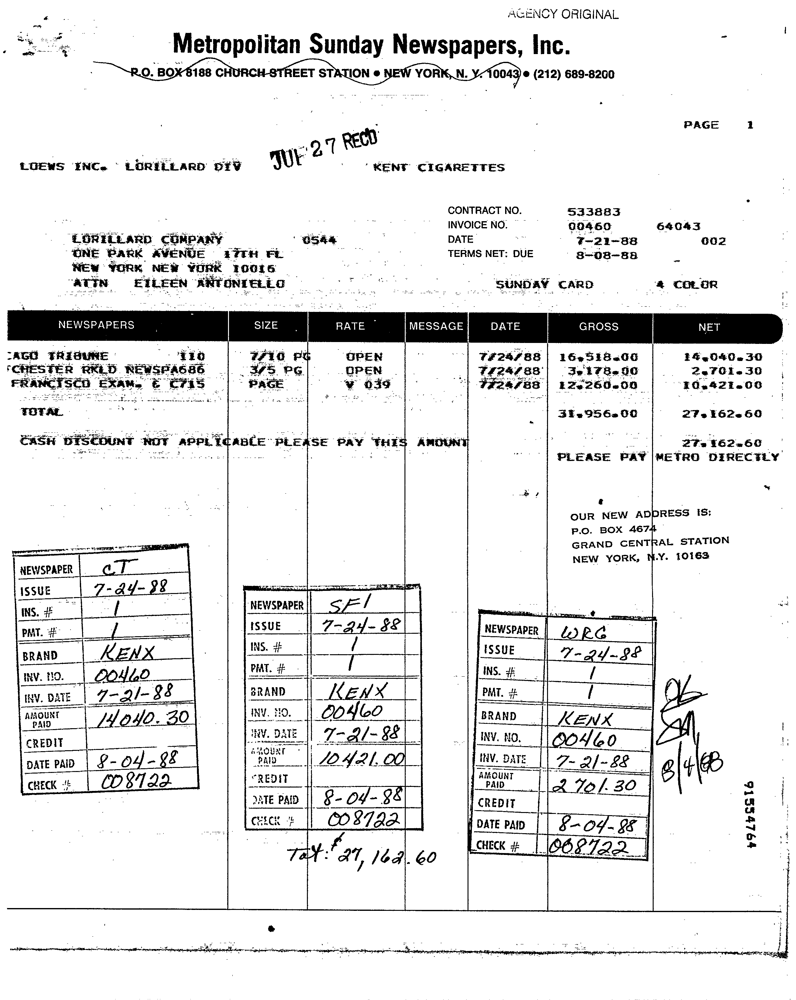 AGENCY ORIGINAL
Metropolitan Sunday Newspapers, Inc.
P.O. BOX 8188 CHURCH STREET STATION • NEW YORK, N. Y. 10043 • (212) 689-8200
PAGE 1
JUL 27 REC'D
LOEWS INC. LORILLARD DIV KENT CIGARETTES
CONTRACT NO. 533883
INVOICE NO. 00460 64043
DATE 7-21-88 002
TERMS NET: DUE 8-08-88
LORILLARD COMPANY 0544
ONE PARK AVENUE 17TH FL
NEW YORK NEW YORK 10016
ATTN EILEEN ANTONIELLO
SUNDAY CARD 4 COLOR
NEWSPAPERS SIZE RATE MESSAGE DATE GROSS NET
CAGO TRIBUNE 110 7/10 PG OPEN 7/24/88 16,518.00 14,040.30
CHESTER RKLD NEWSPA686 3/5 PG OPEN 7/24/88 3,178.00 2,701.30
FRANCISCO EXAM. & C715 PAGE V 039 7/24/88 12,260.00 10,421.00
TOTAL 31,956.00 27,162.60
CASH DISCOUNT NOT APPLICABLE PLEASE PAY THIS AMOUNT 27,162.60
PLEASE PAY METRO DIRECTLY
OUR NEW ADDRESS IS:
P.O. BOX 4674
GRAND CENTRAL STATION
NEW YORK, N.Y. 10163
NEWSPAPER CT
ISSUE 7-24-88
INS. # 1
PMT. # 1
BRAND KENX
INV. NO. 00460
INV. DATE 7-21-88
AMOUNT PAID 14040.30
CREDIT
DATE PAID 8-04-88
CHECK # 008722
NEWSPAPER SFI
ISSUE 7-24-88
INS. # 1
PMT. # 1
BRAND KENX
INV. NO. 00460
INV. DATE 7-21-88
AMOUNT PAID 10421.00
CREDIT
DATE PAID 8-04-88
CHECK # 008722
Tot: $27,162.60
NEWSPAPER WRG
ISSUE 7-24-88
INS. # 1
PMT. # 1
BRAND KENX
INV. NO. 00460
INV. DATE 7-21-88
AMOUNT PAID 2701.30
CREDIT
DATE PAID 8-04-88
CHECK # 008722
OK
8/4/88
91554764